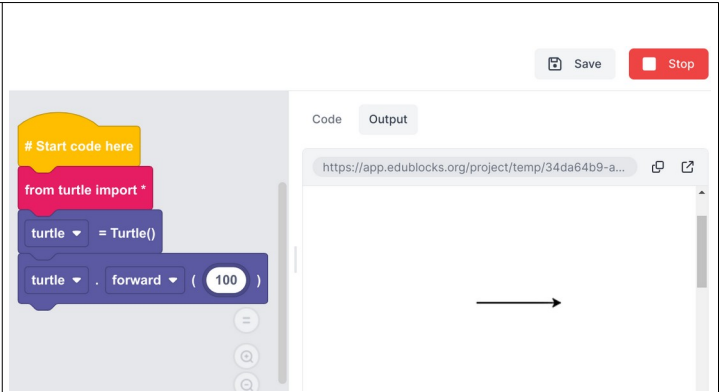 Save
Stop
Code
Output
# Start code here
https://app.edublocks.org/project/temp/34da64b9-a...
from turtle import *
turtle = Turtle()
turtle . forward ( 100 )